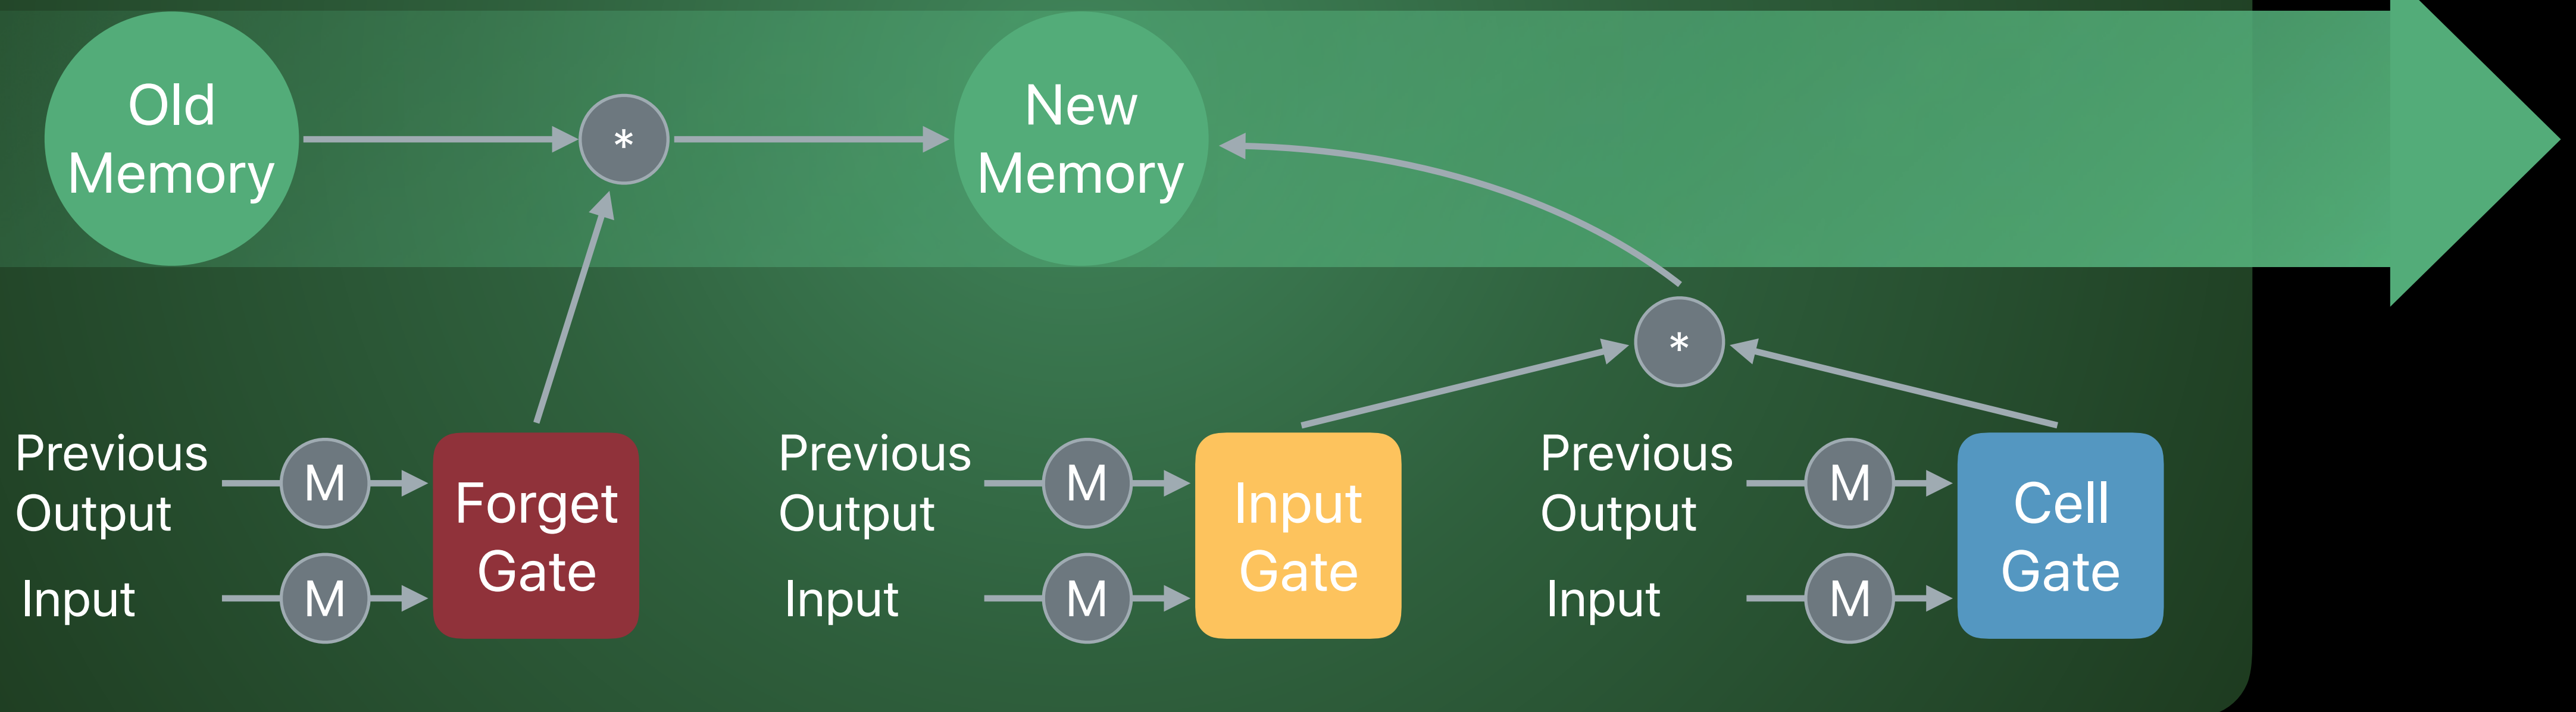 Old
Memory
*
New
Memory
*
Previous
Output
M
Input
M
Forget
Gate
Previous
Output
M
Input
M
Input
Gate
Previous
Output
M
Input
M
Cell
Gate